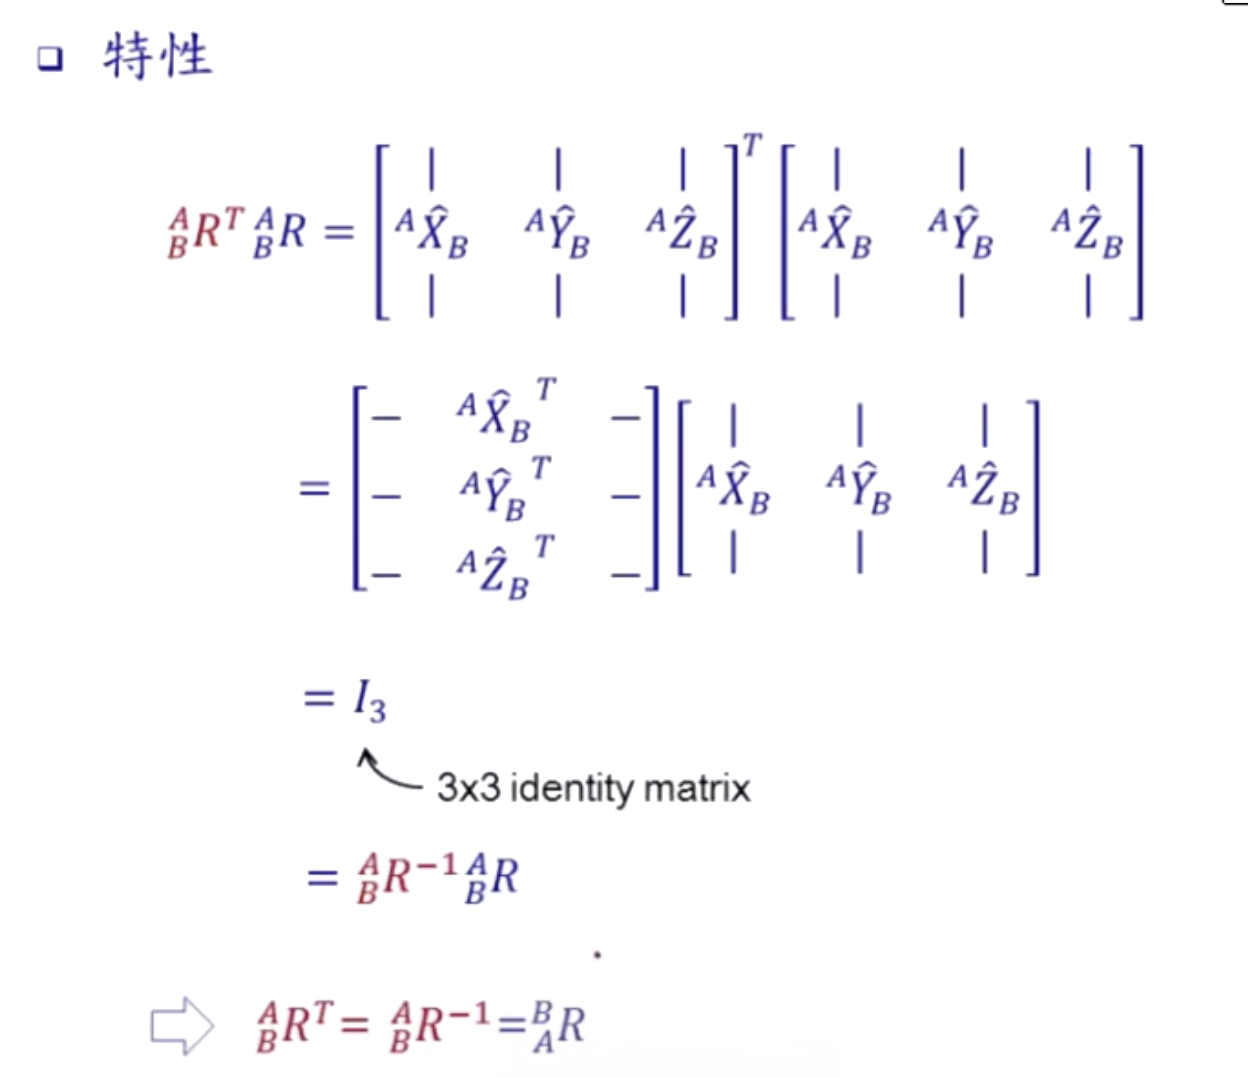 ❑ 特性
$^A_BR^T\,^A_BR = \begin{bmatrix} | & | & | \\ ^A\hat{X}_B & ^A\hat{Y}_B & ^A\hat{Z}_B \\ | & | & | \end{bmatrix}^T \begin{bmatrix} | & | & | \\ ^A\hat{X}_B & ^A\hat{Y}_B & ^A\hat{Z}_B \\ | & | & | \end{bmatrix}$
$= \begin{bmatrix} - & ^A\hat{X}_B{}^T & - \\ - & ^A\hat{Y}_B{}^T & - \\ - & ^A\hat{Z}_B{}^T & - \end{bmatrix} \begin{bmatrix} | & | & | \\ ^A\hat{X}_B & ^A\hat{Y}_B & ^A\hat{Z}_B \\ | & | & | \end{bmatrix}$
$= I_3$
3x3 identity matrix
$= {}^A_BR^{-1}\,^A_BR$
⇨ $^A_BR^T = {}^A_BR^{-1} = {}^B_AR$